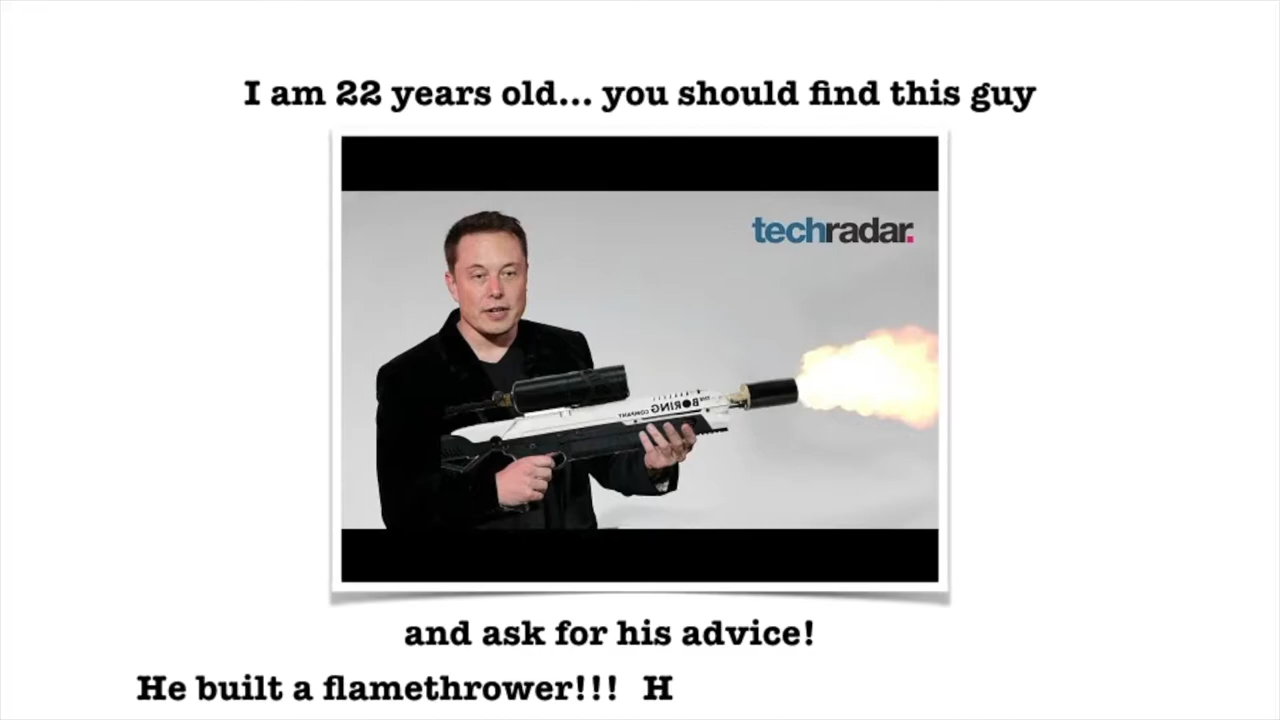 I am 22 years old... you should find this guy
techradar.
THE BORING COMPANY
and ask for his advice!
He built a flamethrower!!! H